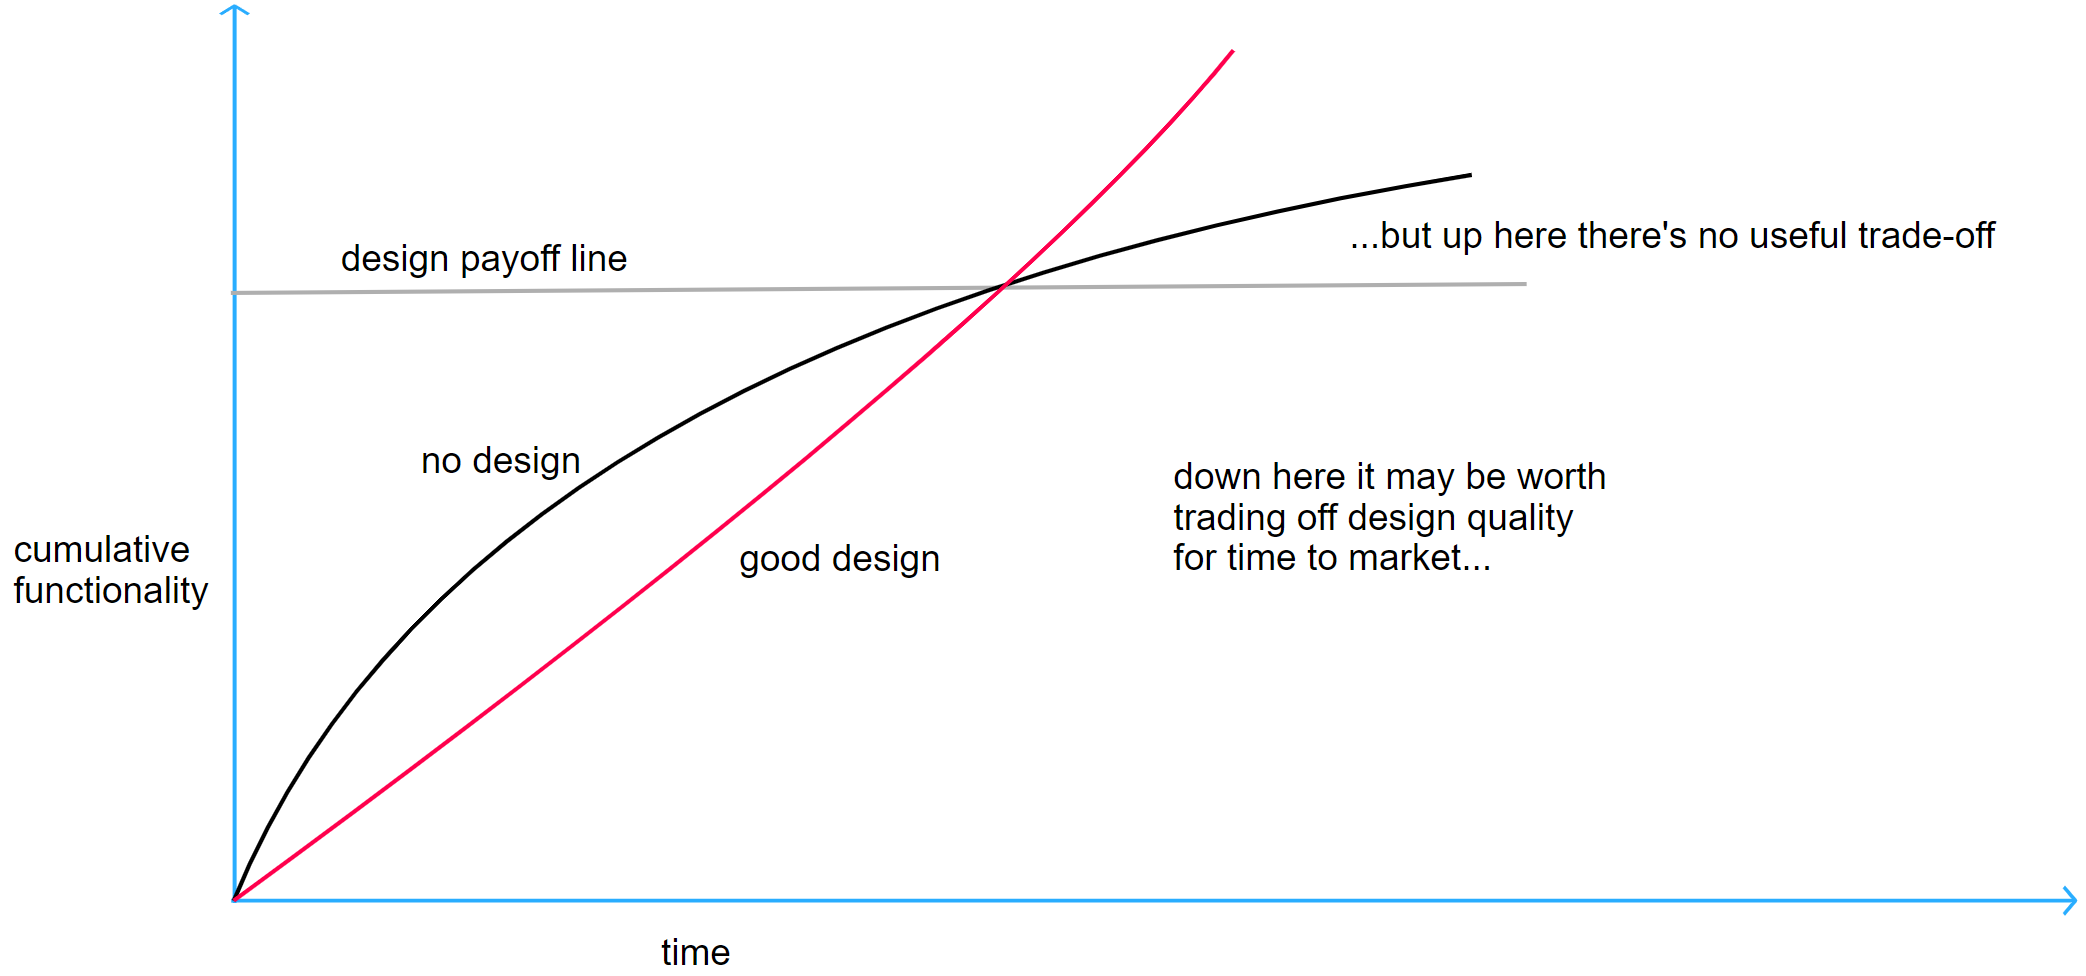 ...but up here there's no useful trade-off
design payoff line
no design
down here it may be worth
trading off design quality
for time to market...
good design
cumulative
functionality
time